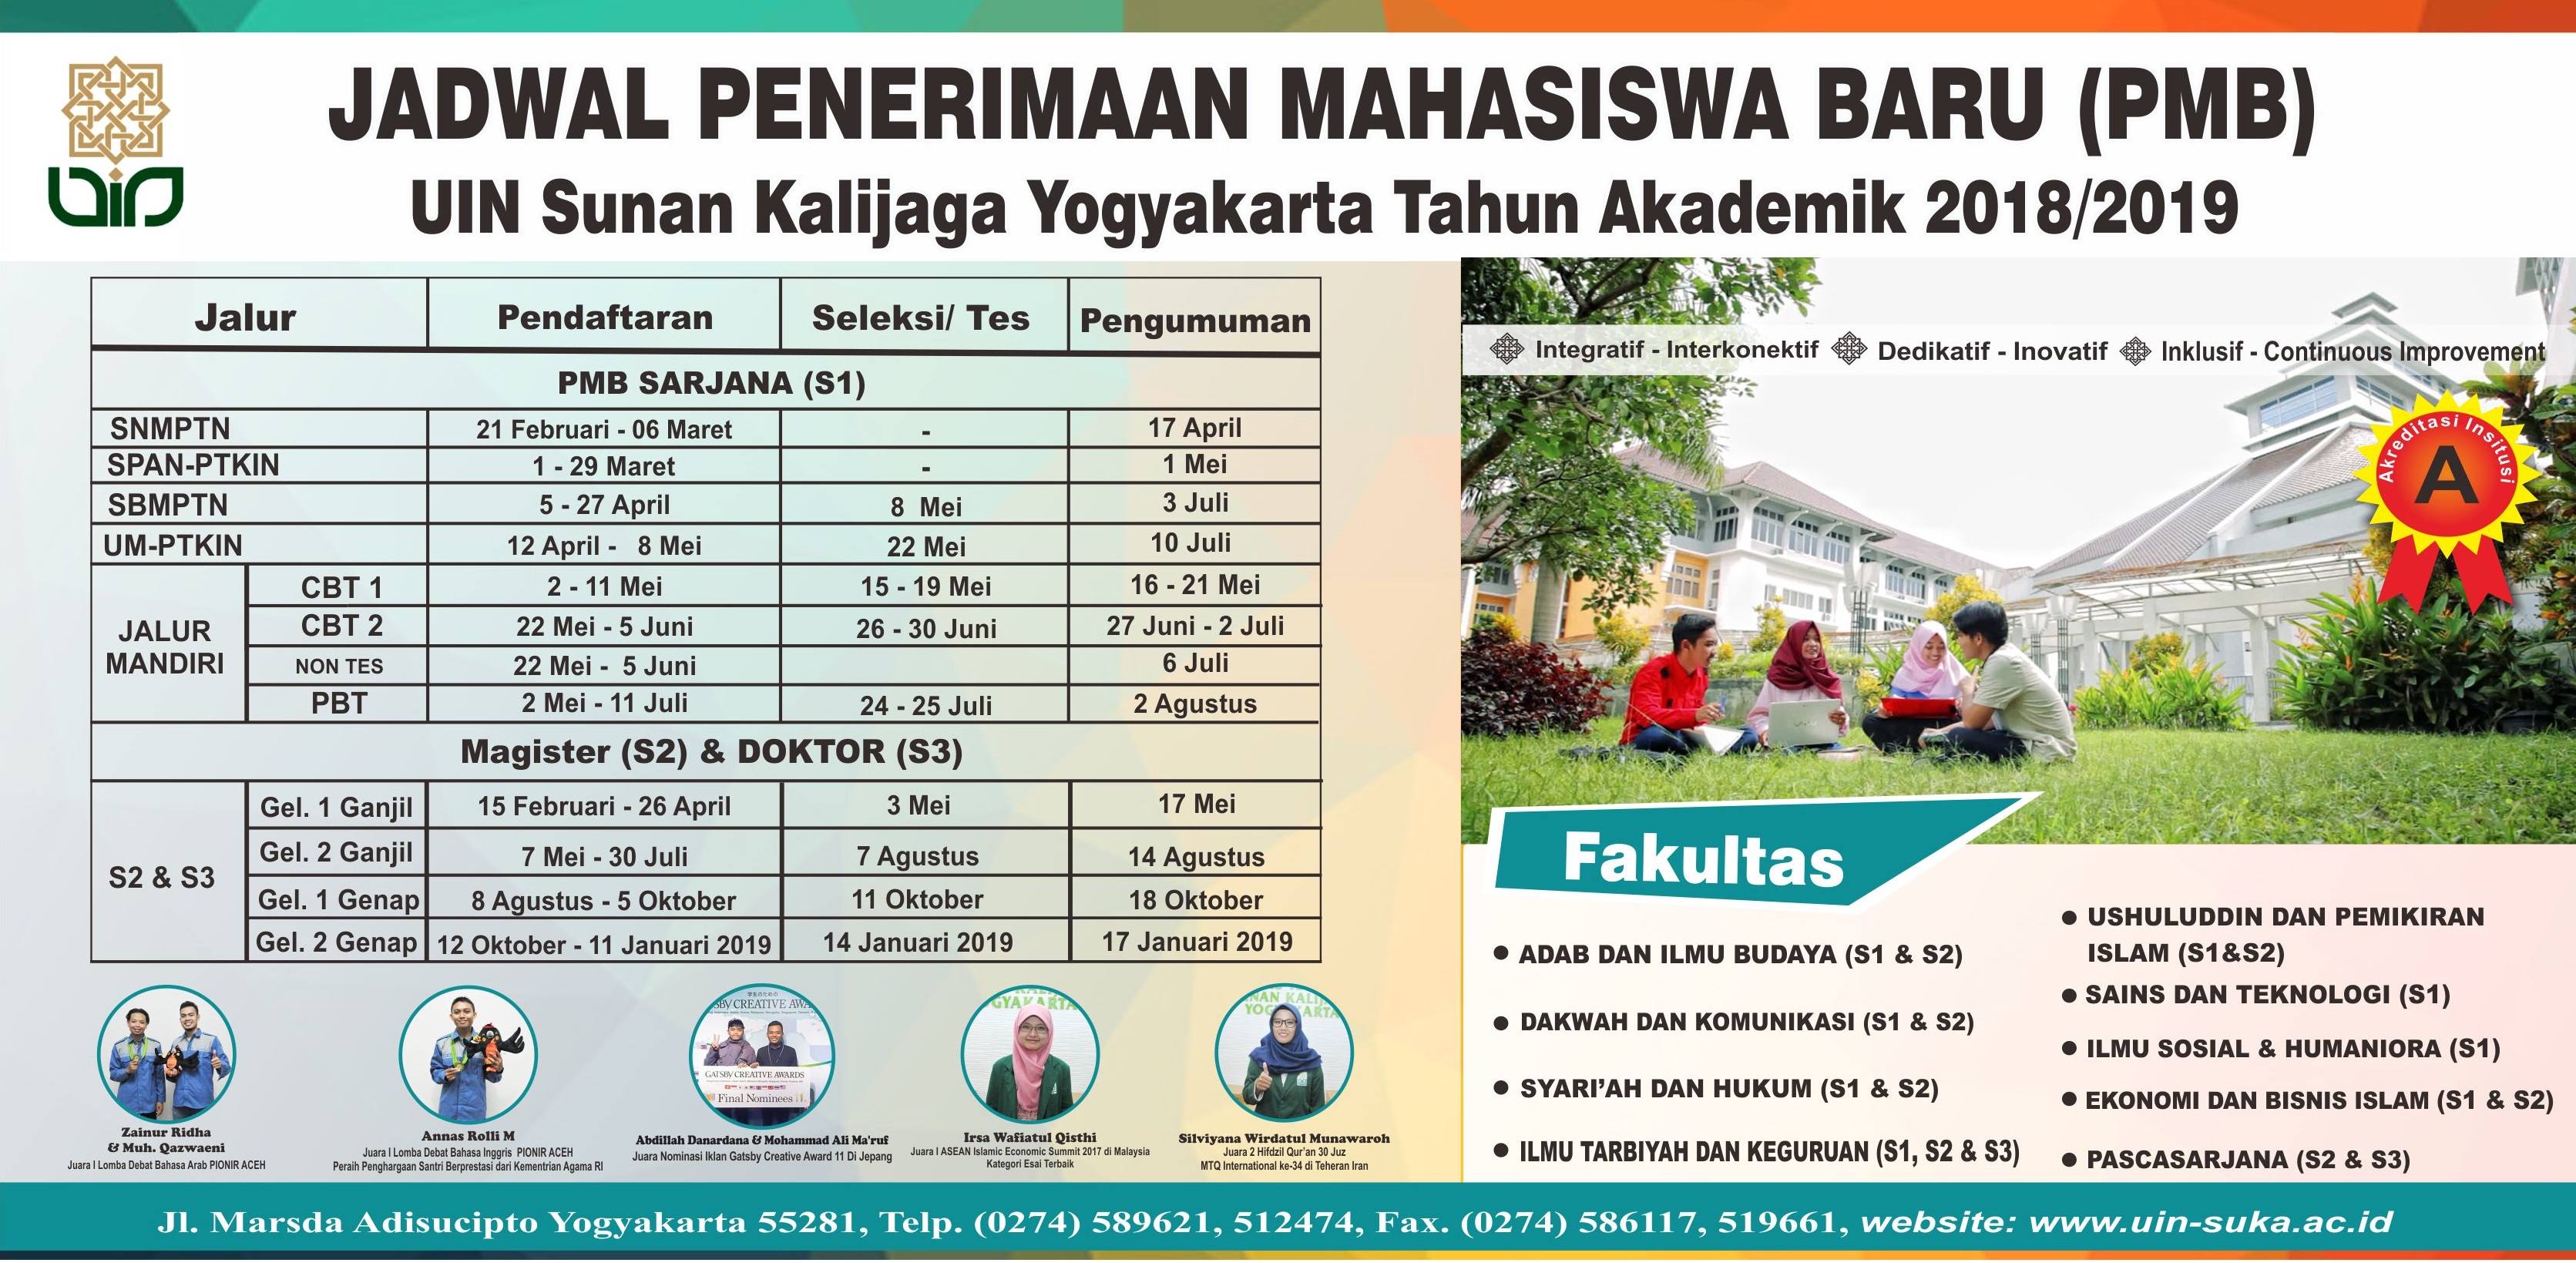 JADWAL PENERIMAAN MAHASISWA BARU (PMB)
UIN Sunan Kalijaga Yogyakarta Tahun Akademik 2018/2019
uin
Jalur Pendaftaran Seleksi/ Tes Pengumuman
PMB SARJANA (S1)
SNMPTN 21 Februari - 06 Maret - 17 April
SPAN-PTKIN 1 - 29 Maret - 1 Mei
SBMPTN 5 - 27 April 8 Mei 3 Juli
UM-PTKIN 12 April - 8 Mei 22 Mei 10 Juli
JALUR MANDIRI
CBT 1 2 - 11 Mei 15 - 19 Mei 16 - 21 Mei
CBT 2 22 Mei - 5 Juni 26 - 30 Juni 27 Juni - 2 Juli
NON TES 22 Mei - 5 Juni 6 Juli
PBT 2 Mei - 11 Juli 24 - 25 Juli 2 Agustus
Magister (S2) & DOKTOR (S3)
S2 & S3
Gel. 1 Ganjil 15 Februari - 26 April 3 Mei 17 Mei
Gel. 2 Ganjil 7 Mei - 30 Juli 7 Agustus 14 Agustus
Gel. 1 Genap 8 Agustus - 5 Oktober 11 Oktober 18 Oktober
Gel. 2 Genap 12 Oktober - 11 Januari 2019 14 Januari 2019 17 Januari 2019
Zainur Ridha
& Muh. Qazwaeni
Juara I Lomba Debat Bahasa Arab PIONIR ACEH
Annas Rolli M
Juara I Lomba Debat Bahasa Inggris PIONIR ACEH
Peraih Penghargaan Santri Berprestasi dari Kementrian Agama RI
SBY CREATIVE AWA
GATSBY CREATIVE AWARDS
Final Nominees
Abdillah Danardana & Mohammad Ali Ma'ruf
Juara Nominasi Iklan Gatsby Creative Award 11 Di Jepang
GYAKARTA
Irsa Wafiatul Qisthi
Juara I ASEAN Islamic Economic Summit 2017 di Malaysia
Kategori Esai Terbaik
NAN KALIJ
YOG KARTA
Silviyana Wirdatul Munawaroh
Juara 2 Hifdzil Qur'an 30 Juz
MTQ International ke-34 di Teheran Iran
Integratif - Interkonektif Dedikatif - Inovatif Inklusif - Continuous Improvement
Akreditasi Insitusi
A
Fakultas
• ADAB DAN ILMU BUDAYA (S1 & S2)
• DAKWAH DAN KOMUNIKASI (S1 & S2)
• SYARI'AH DAN HUKUM (S1 & S2)
• ILMU TARBIYAH DAN KEGURUAN (S1, S2 & S3)
• USHULUDDIN DAN PEMIKIRAN
ISLAM (S1&S2)
• SAINS DAN TEKNOLOGI (S1)
• ILMU SOSIAL & HUMANIORA (S1)
• EKONOMI DAN BISNIS ISLAM (S1 & S2)
• PASCASARJANA (S2 & S3)
Jl. Marsda Adisucipto Yogyakarta 55281, Telp. (0274) 589621, 512474, Fax. (0274) 586117, 519661, website: www.uin-suka.ac.id